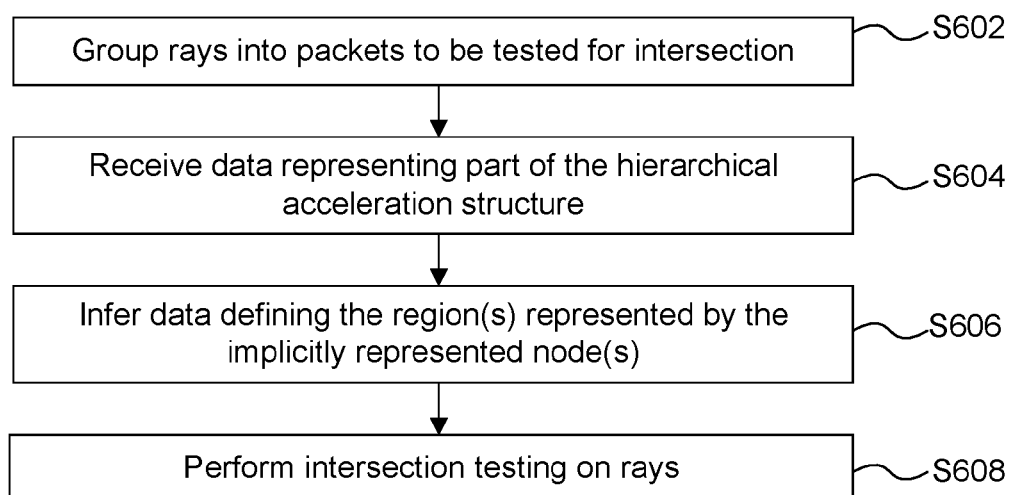 Group rays into packets to be tested for intersection
S602
Receive data representing part of the hierarchical
acceleration structure
S604
Infer data defining the region(s) represented by the
implicitly represented node(s)
S606
Perform intersection testing on rays
S608